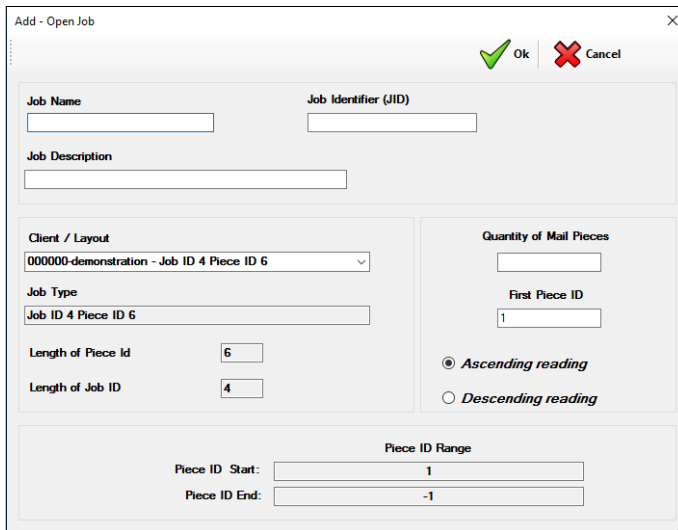 Add - Open Job
Ok
Cancel
Job Name
Job Identifier (JID)
Job Description
Client / Layout
000000-demonstration - Job ID 4 Piece ID 6
Job Type
Job ID 4 Piece ID 6
Length of Piece Id
6
Length of Job ID
4
Quantity of Mail Pieces
First Piece ID
1
Ascending reading
Descending reading
Piece ID Range
Piece ID Start:
1
Piece ID End:
-1